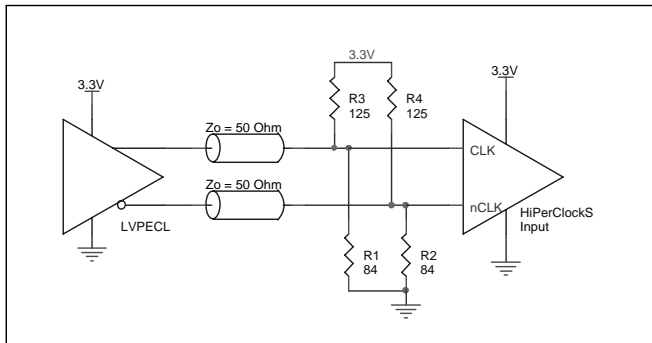 3.3V
3.3V
3.3V
R3
125
R4
125
Zo = 50 Ohm
CLK
Zo = 50 Ohm
nCLK
LVPECL
HiPerClockS
Input
R1
84
R2
84